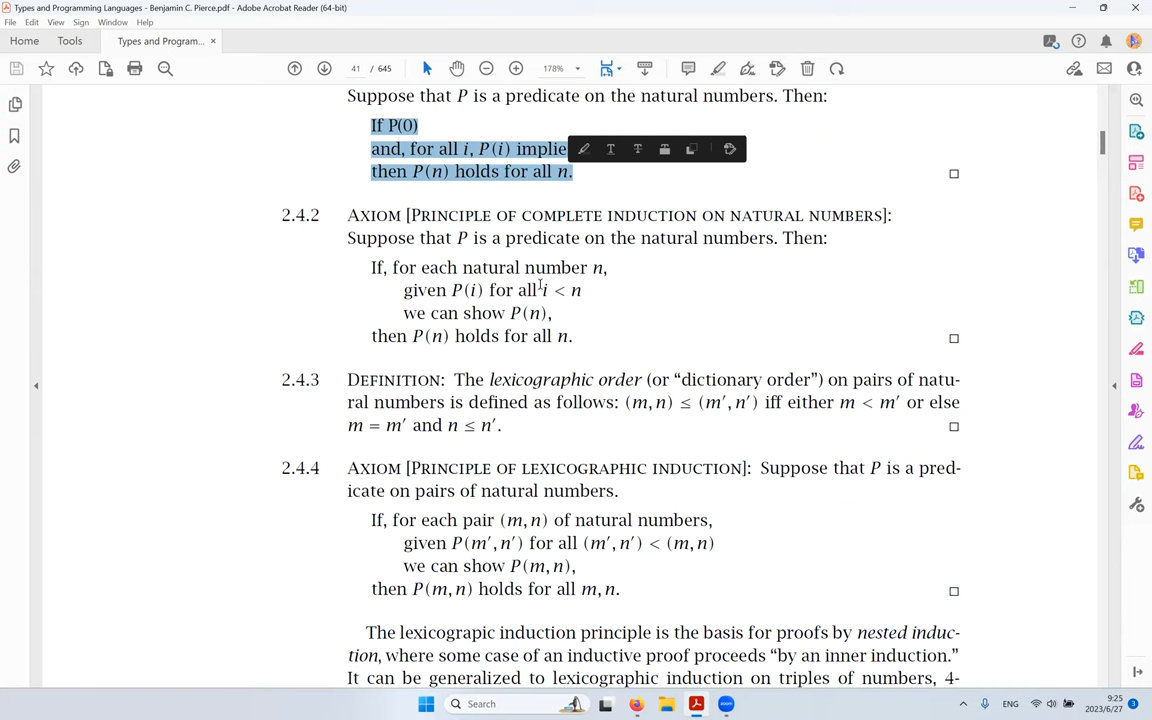 Types and Programming Languages - Benjamin C. Pierce.pdf - Adobe Acrobat Reader (64-bit)
File Edit View Sign Window Help
Home Tools Types and Program... ×
41 / 645 178%
Suppose that P is a predicate on the natural numbers. Then:
If P(0)
and, for all i, P(i) implie
then P(n) holds for all n.
2.4.2 AXIOM [PRINCIPLE OF COMPLETE INDUCTION ON NATURAL NUMBERS]:
Suppose that P is a predicate on the natural numbers. Then:
If, for each natural number n,
given P(i) for all i < n
we can show P(n),
then P(n) holds for all n.
2.4.3 DEFINITION: The lexicographic order (or “dictionary order”) on pairs of natu-
ral numbers is defined as follows: (m, n) ≤ (m′, n′) iff either m < m′ or else
m = m′ and n ≤ n′.
2.4.4 AXIOM [PRINCIPLE OF LEXICOGRAPHIC INDUCTION]: Suppose that P is a pred-
icate on pairs of natural numbers.
If, for each pair (m, n) of natural numbers,
given P(m′, n′) for all (m′, n′) < (m, n)
we can show P(m, n),
then P(m, n) holds for all m, n.
The lexicograpic induction principle is the basis for proofs by nested induc-
tion, where some case of an inductive proof proceeds “by an inner induction.”
It can be generalized to lexicographic induction on triples of numbers, 4-
Search zoom ENG 9:25
2023/6/27 3